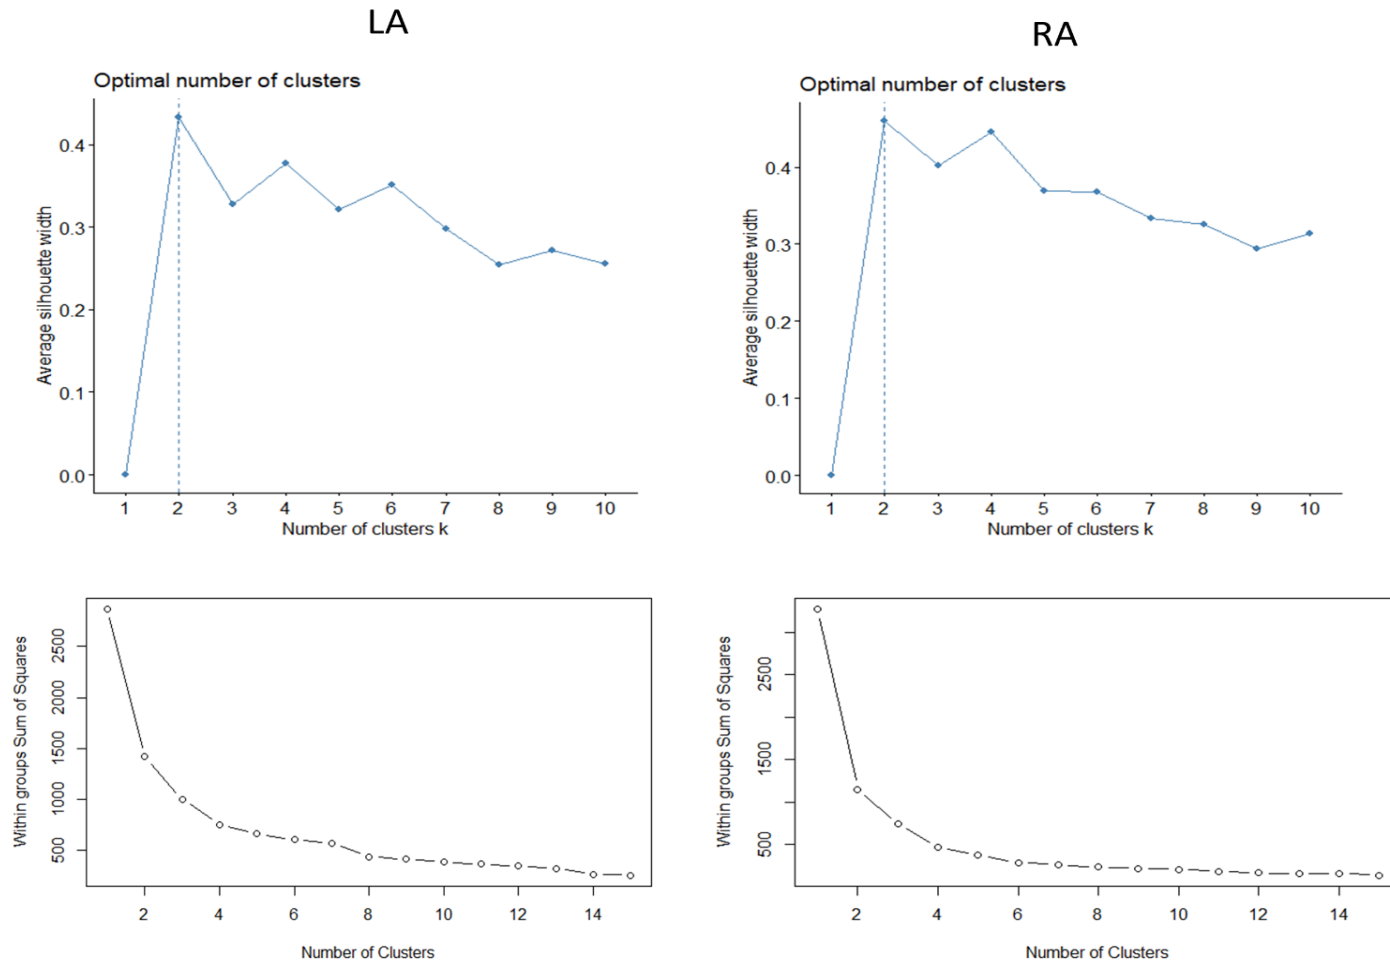 LA
RA
Optimal number of clusters
Average silhouette width
0.4
0.3
0.2
0.1
0.0
1 2 3 4 5 6 7 8 9 10
Number of clusters k
Optimal number of clusters
Average silhouette width
0.4
0.3
0.2
0.1
0.0
1 2 3 4 5 6 7 8 9 10
Number of clusters k
Within groups Sum of Squares
2500
2000
1500
1000
500
2 4 6 8 10 12 14
Number of Clusters
Within groups Sum of Squares
2500
1500
500
2 4 6 8 10 12 14
Number of Clusters